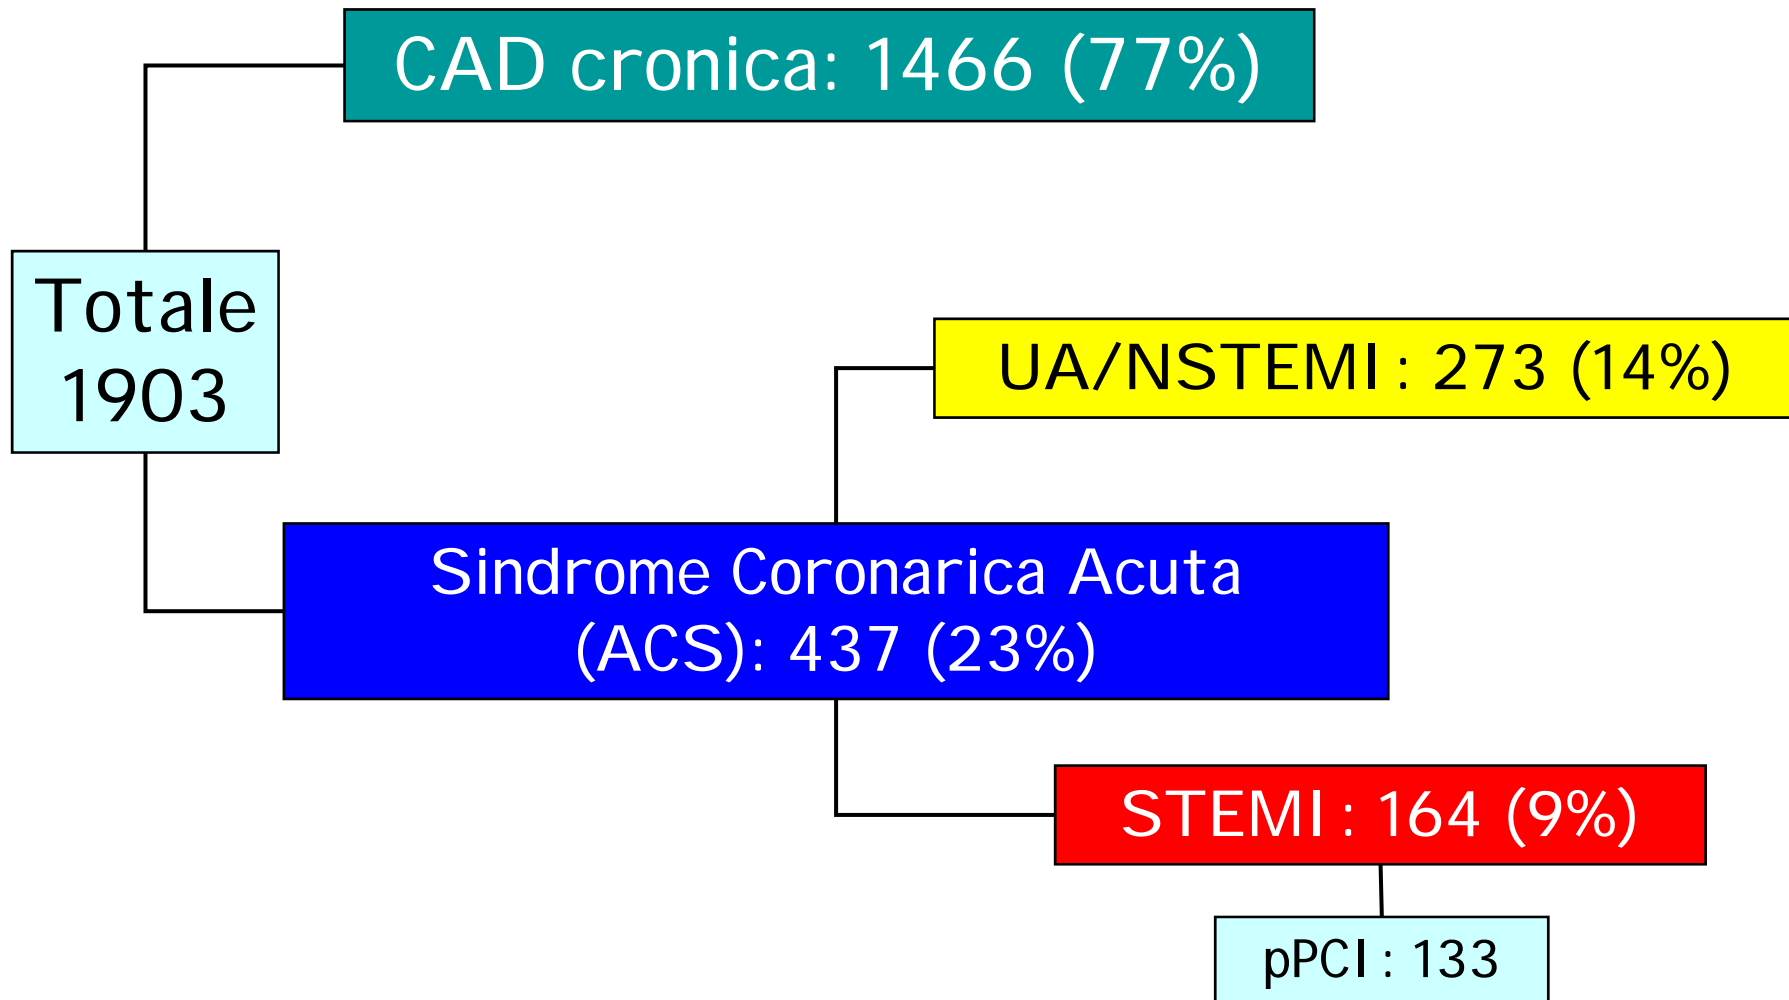 CAD cronica: 1466 (77%)
Totale
1903
UA/NSTEMI: 273 (14%)
Sindrome Coronarica Acuta
(ACS): 437 (23%)
STEMI: 164 (9%)
pPCI: 133